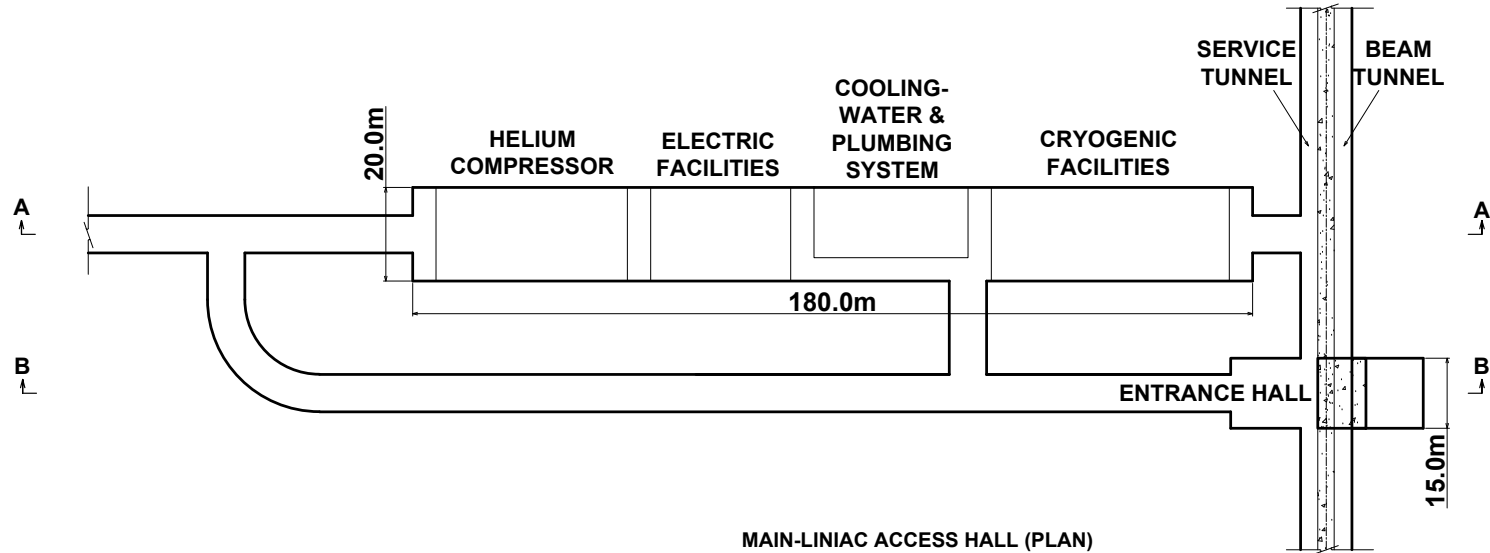 SERVICE
TUNNEL
BEAM
TUNNEL
COOLING-
WATER &
PLUMBING
SYSTEM
HELIUM
COMPRESSOR
ELECTRIC
FACILITIES
CRYOGENIC
FACILITIES
20.0m
A
A
180.0m
B
B
ENTRANCE HALL
15.0m
MAIN-LINIAC ACCESS HALL (PLAN)